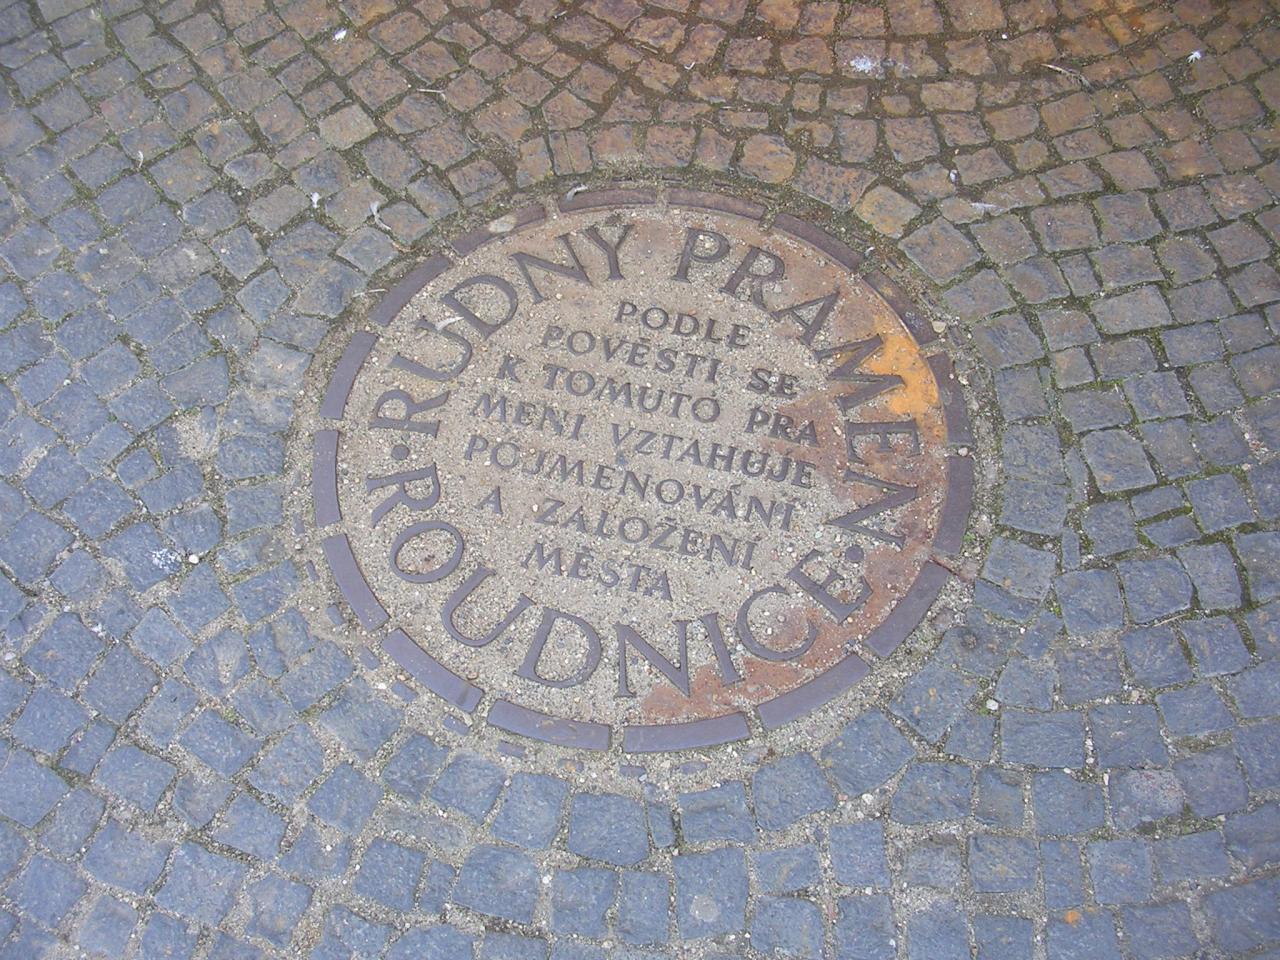 • RUDNÝ PRAMEN •
PODLE
POVĚSTI SE
K TOMUTO PRA
MENI VZTAHUJE
POJMENOVÁNÍ
A ZALOŽENÍ
MĚSTA
ROUDNICE